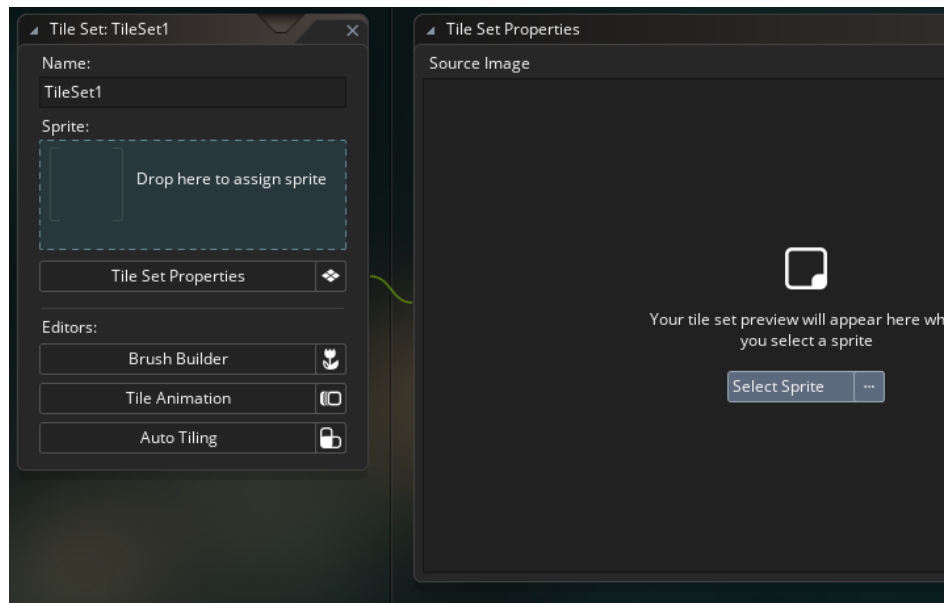 Tile Set: TileSet1
Name:
TileSet1
Sprite:
Drop here to assign sprite
Tile Set Properties
Editors:
Brush Builder
Tile Animation
Auto Tiling
Tile Set Properties
Source Image
Your tile set preview will appear here wh
you select a sprite
Select Sprite ...